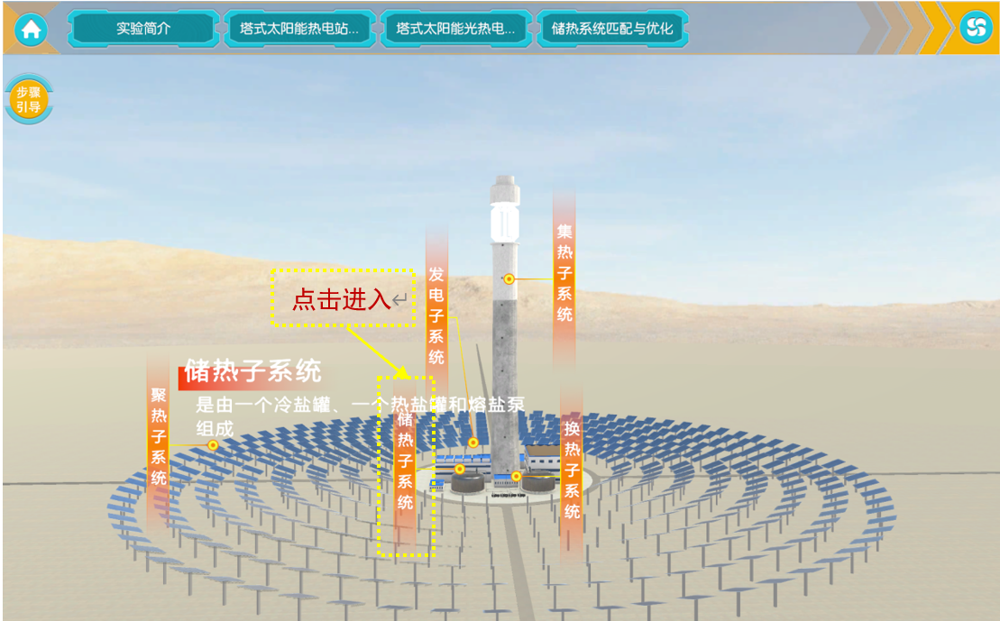 实验简介
塔式太阳能热电站...
塔式太阳能光热电...
储热系统匹配与优化
步骤
引导
集热子系统
发电子系统
点击进入↵
储热子系统
是由一个冷盐罐、一个热盐罐和熔盐泵
组成
聚热子系统
储热子系统
换热子系统